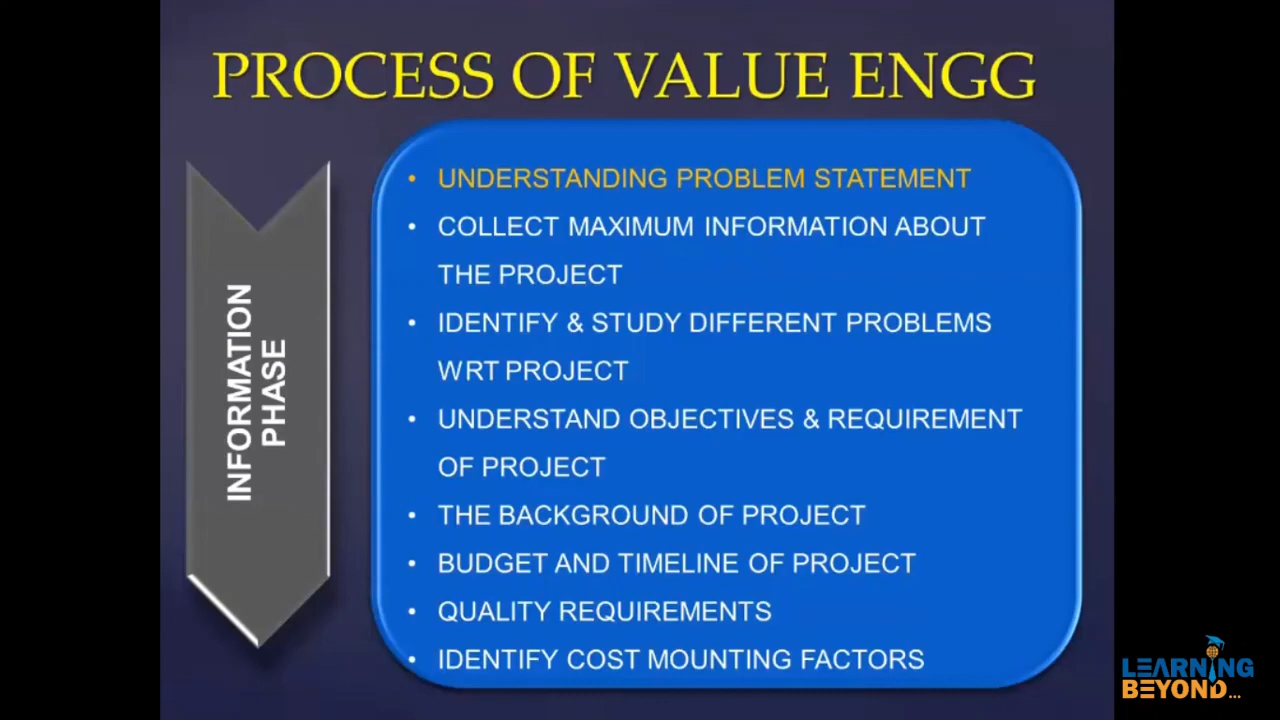 PROCESS OF VALUE ENGG
INFORMATION
PHASE
• UNDERSTANDING PROBLEM STATEMENT
• COLLECT MAXIMUM INFORMATION ABOUT
THE PROJECT
• IDENTIFY & STUDY DIFFERENT PROBLEMS
WRT PROJECT
• UNDERSTAND OBJECTIVES & REQUIREMENT
OF PROJECT
• THE BACKGROUND OF PROJECT
• BUDGET AND TIMELINE OF PROJECT
• QUALITY REQUIREMENTS
• IDENTIFY COST MOUNTING FACTORS
LEARNING
BEYOND...